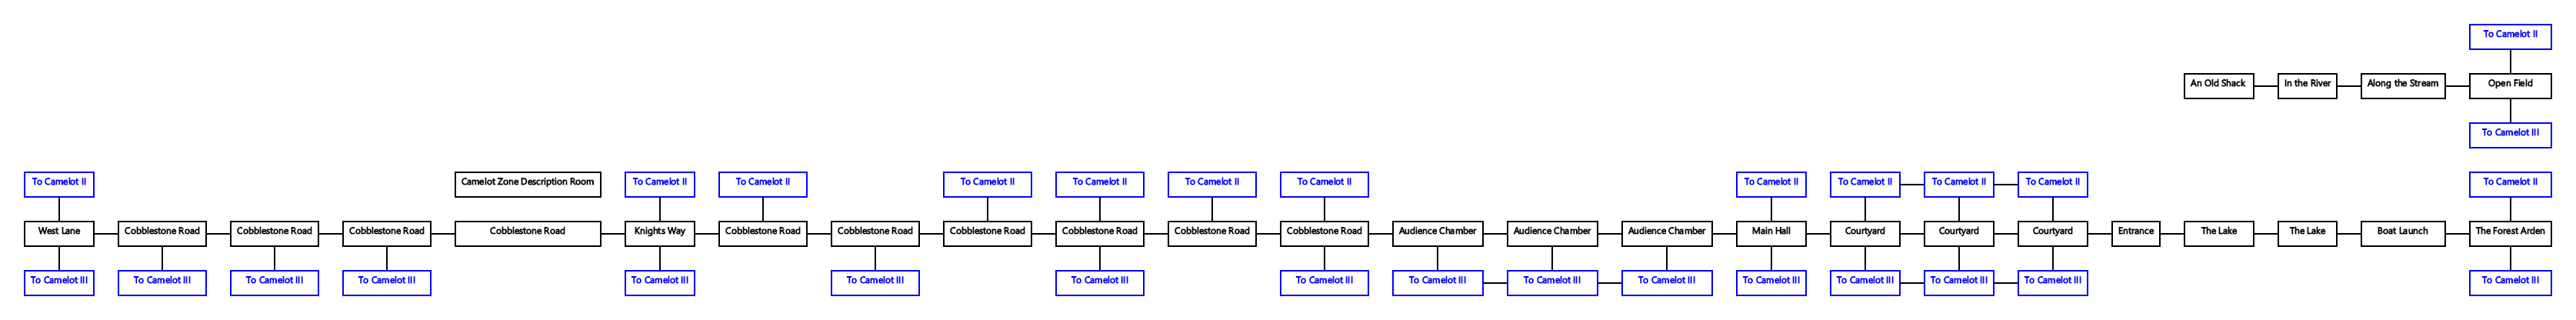 To Camelot II
An Old Shack In the River Along the Stream Open Field
To Camelot III
To Camelot II Camelot Zone Description Room To Camelot II To Camelot II To Camelot II To Camelot II To Camelot II To Camelot II To Camelot II To Camelot II To Camelot II To Camelot II To Camelot II
West Lane Cobblestone Road Cobblestone Road Cobblestone Road Cobblestone Road Knights Way Cobblestone Road Cobblestone Road Cobblestone Road Cobblestone Road Cobblestone Road Cobblestone Road Audience Chamber Audience Chamber Audience Chamber Main Hall Courtyard Courtyard Courtyard Entrance The Lake The Lake Boat Launch The Forest Arden
To Camelot III To Camelot III To Camelot III To Camelot III To Camelot III To Camelot III To Camelot III To Camelot III To Camelot III To Camelot III To Camelot III To Camelot III To Camelot III To Camelot III To Camelot III To Camelot III